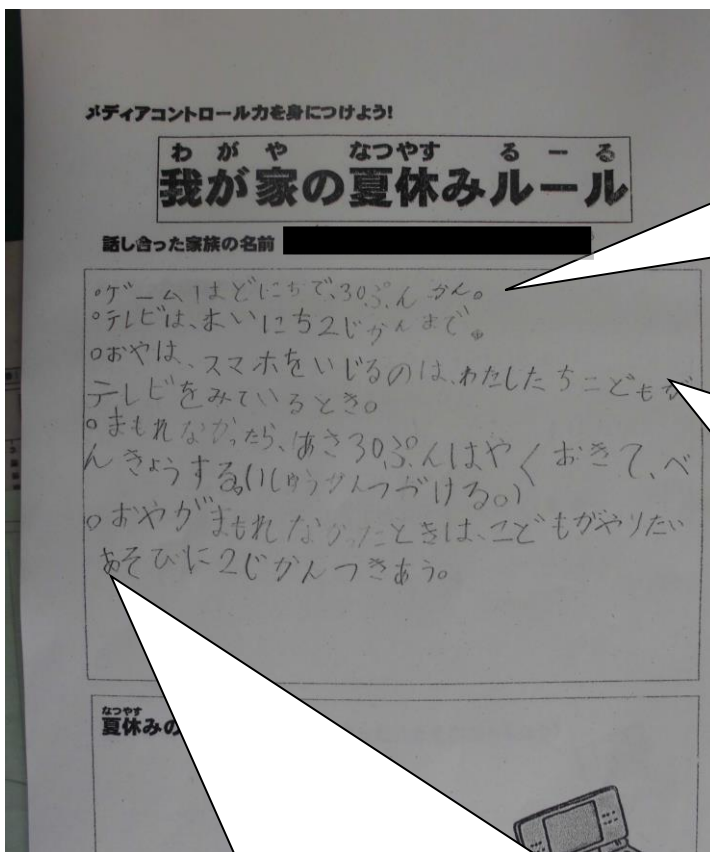 メディアコントロール力を身につけよう!
わ が や なつやす る ー る
我が家の夏休みルール
話し合った家族の名前
○ゲームはどにちで、30ぷんかん。
○テレビは、まいにち2じかんまで。
○おやは、スマホをいじるのは、わたしたちこどもが
テレビをみているとき。
○まもれなかったら、あさ30ぷんはやくおきて、べ
んきょうする。(1しゅうかんつづける。)
○おやがまもれなかったときは、こどもがやりたい
あそびに2じかんつきあう。
なつやす
夏休みの